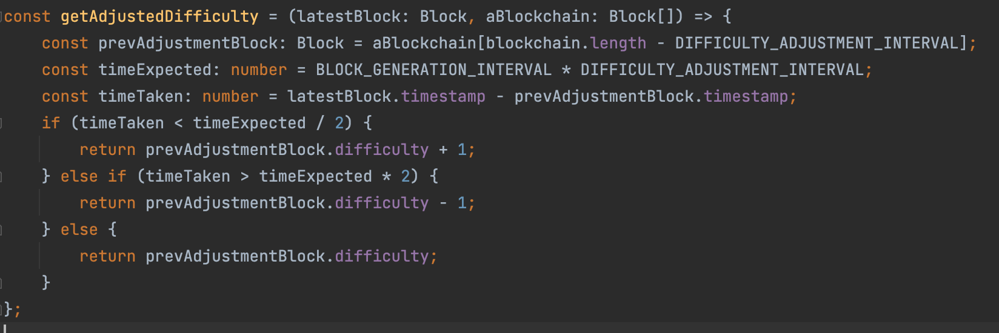 const getAdjustedDifficulty = (latestBlock: Block, aBlockchain: Block[]) => {
    const prevAdjustmentBlock: Block = aBlockchain[blockchain.length - DIFFICULTY_ADJUSTMENT_INTERVAL];
    const timeExpected: number = BLOCK_GENERATION_INTERVAL * DIFFICULTY_ADJUSTMENT_INTERVAL;
    const timeTaken: number = latestBlock.timestamp - prevAdjustmentBlock.timestamp;
    if (timeTaken < timeExpected / 2) {
        return prevAdjustmentBlock.difficulty + 1;
    } else if (timeTaken > timeExpected * 2) {
        return prevAdjustmentBlock.difficulty - 1;
    } else {
        return prevAdjustmentBlock.difficulty;
    }
};